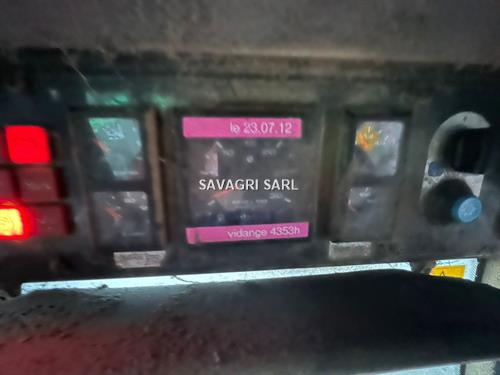 le 23.07.12
SAVAGRI SARL
vidange 4353h